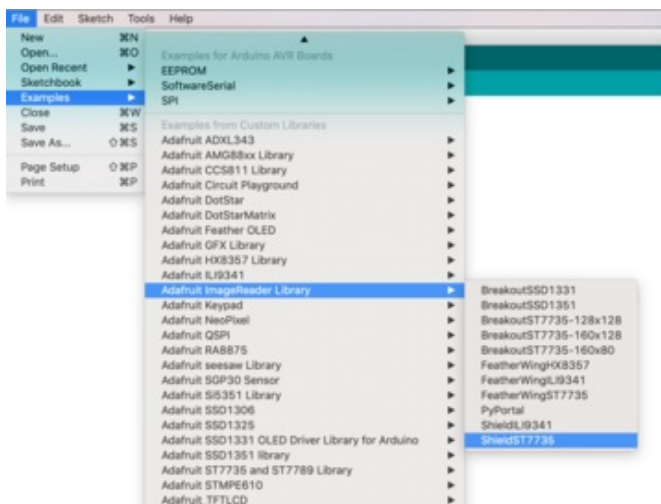 File Edit Sketch Tools Help
New ⌘N
Open... ⌘O
Open Recent
Sketchbook
Examples
Close ⌘W
Save ⌘S
Save As... ⇧⌘S
Page Setup ⇧⌘P
Print ⌘P
Examples for Arduino AVR Boards
EEPROM
SoftwareSerial
SPI
Examples from Custom Libraries
Adafruit ADXL343
Adafruit AMG88xx Library
Adafruit CCS811 Library
Adafruit Circuit Playground
Adafruit DotStar
Adafruit DotStarMatrix
Adafruit Feather OLED
Adafruit GFX Library
Adafruit HX8357 Library
Adafruit ILI9341
Adafruit ImageReader Library
Adafruit Keypad
Adafruit NeoPixel
Adafruit QSPI
Adafruit RA8875
Adafruit seesaw Library
Adafruit SGP30 Sensor
Adafruit Si5351 Library
Adafruit SSD1306
Adafruit SSD1325
Adafruit SSD1331 OLED Driver Library for Arduino
Adafruit SSD1351 library
Adafruit ST7735 and ST7789 Library
Adafruit STMPE610
Adafruit TFTLCD
BreakoutSSD1331
BreakoutSSD1351
BreakoutST7735-128x128
BreakoutST7735-160x128
BreakoutST7735-160x80
FeatherWingHX8357
FeatherWingILI9341
FeatherWingST7735
PyPortal
ShieldILI9341
ShieldST7735